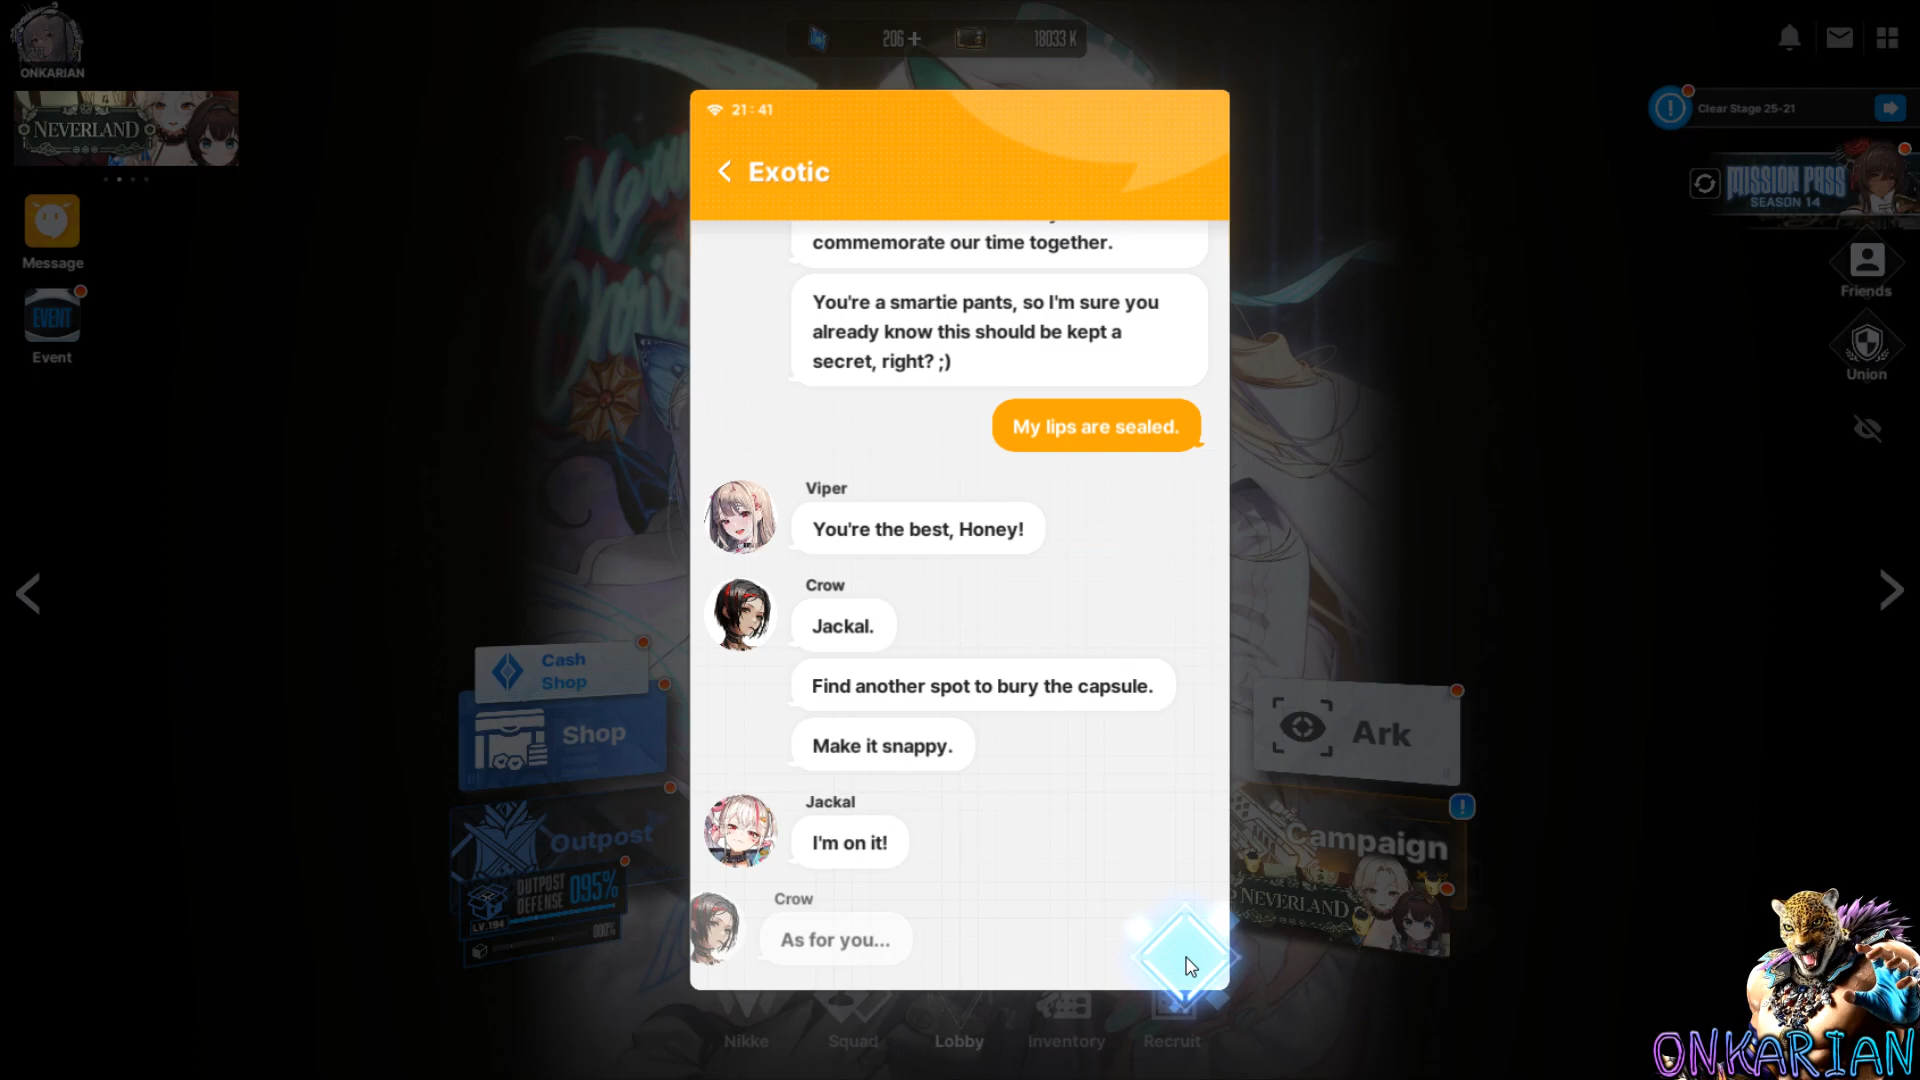 ONKARIAN
206 +
18033 K
NEVERLAND
Message
EVENT
Event
Clear Stage 25-21
MISSION PASS
SEASON 14
Friends
Union
21:41
Exotic
commemorate our time together.
You're a smartie pants, so I'm sure you
already know this should be kept a
secret, right? ;)
My lips are sealed.
Viper
You're the best, Honey!
Crow
Jackal.
Find another spot to bury the capsule.
Make it snappy.
Jackal
I'm on it!
Crow
As for you...
Cash
Shop
Shop
Outpost
OUTPOST
DEFENSE
095%
LV.194
000%
Ark
Campaign
NEVERLAND
Nikke
Squad
Lobby
Inventory
Recruit
ONKARIAN